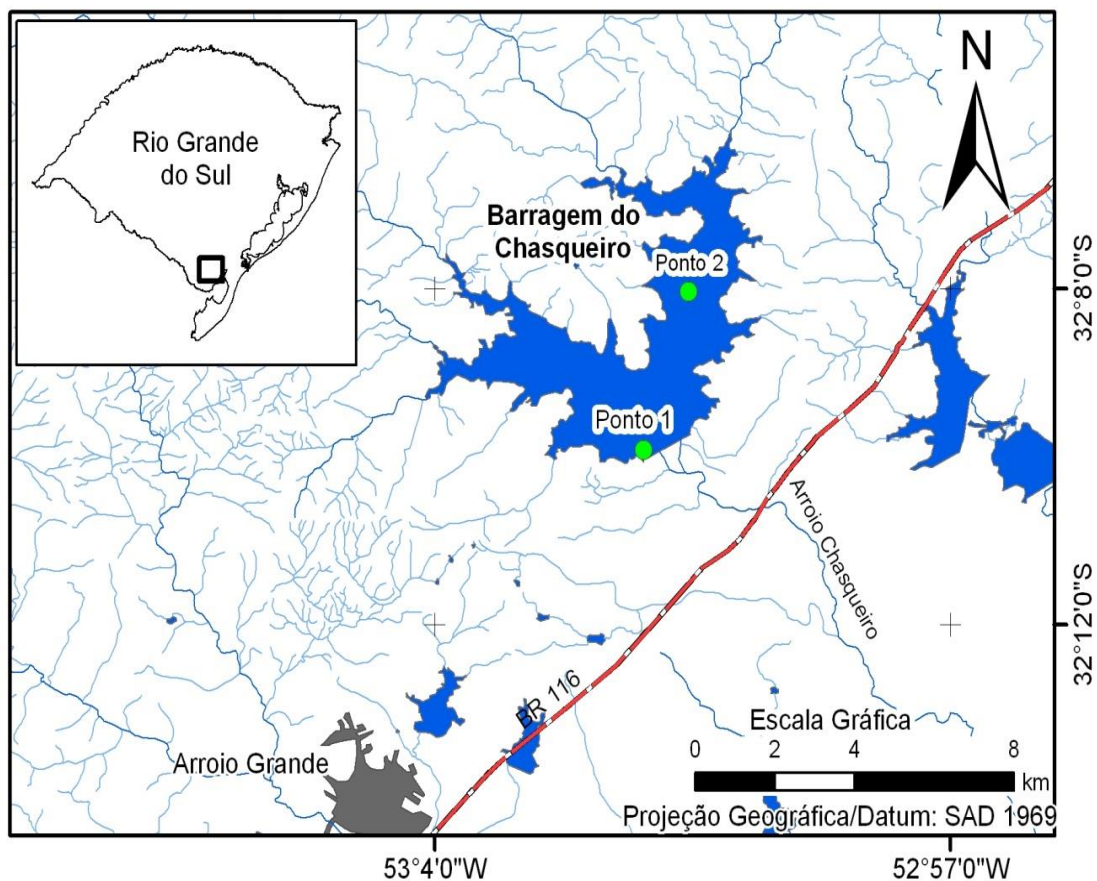 Rio Grande
do Sul
N
Barragem do
Chasqueiro
Ponto 2
32°8'0"S
Ponto 1
Arroio Chasqueiro
32°12'0"S
BR 116
Escala Gráfica
0 2 4 8
km
Arroio Grande
Projeção Geográfica/Datum: SAD 1969
53°4'0"W
52°57'0"W